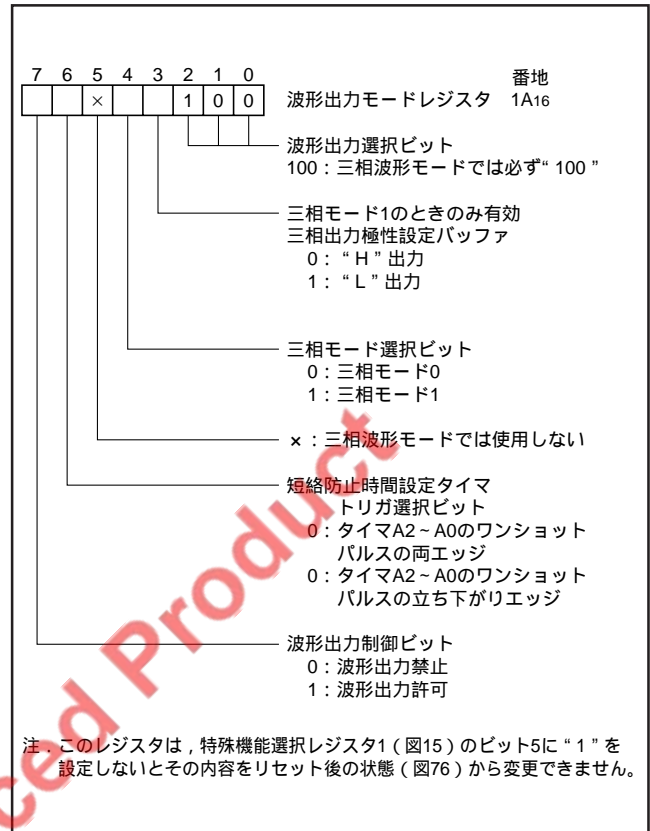 7 6 5 4 3 2 1 0
番地
× 1 0 0
波形出力モードレジスタ 1A16
波形出力選択ビット
100：三相波形モードでは必ず“ 100 ”
三相モード1のときのみ有効
三相出力極性設定バッファ
0：“ H ” 出力
1：“ L ” 出力
三相モード選択ビット
0：三相モード0
1：三相モード1
×：三相波形モードでは使用しない
短絡防止時間設定タイマ
トリガ選択ビット
0：タイマA2～A0のワンショット
パルスの両エッジ
0：タイマA2～A0のワンショット
パルスの立ち下がりエッジ
波形出力制御ビット
0：波形出力禁止
1：波形出力許可
注．このレジスタは，特殊機能選択レジスタ1（図15）のビット5に“ 1 ”を
設定しないとその内容をリセット後の状態（図76）から変更できません。
ced Product